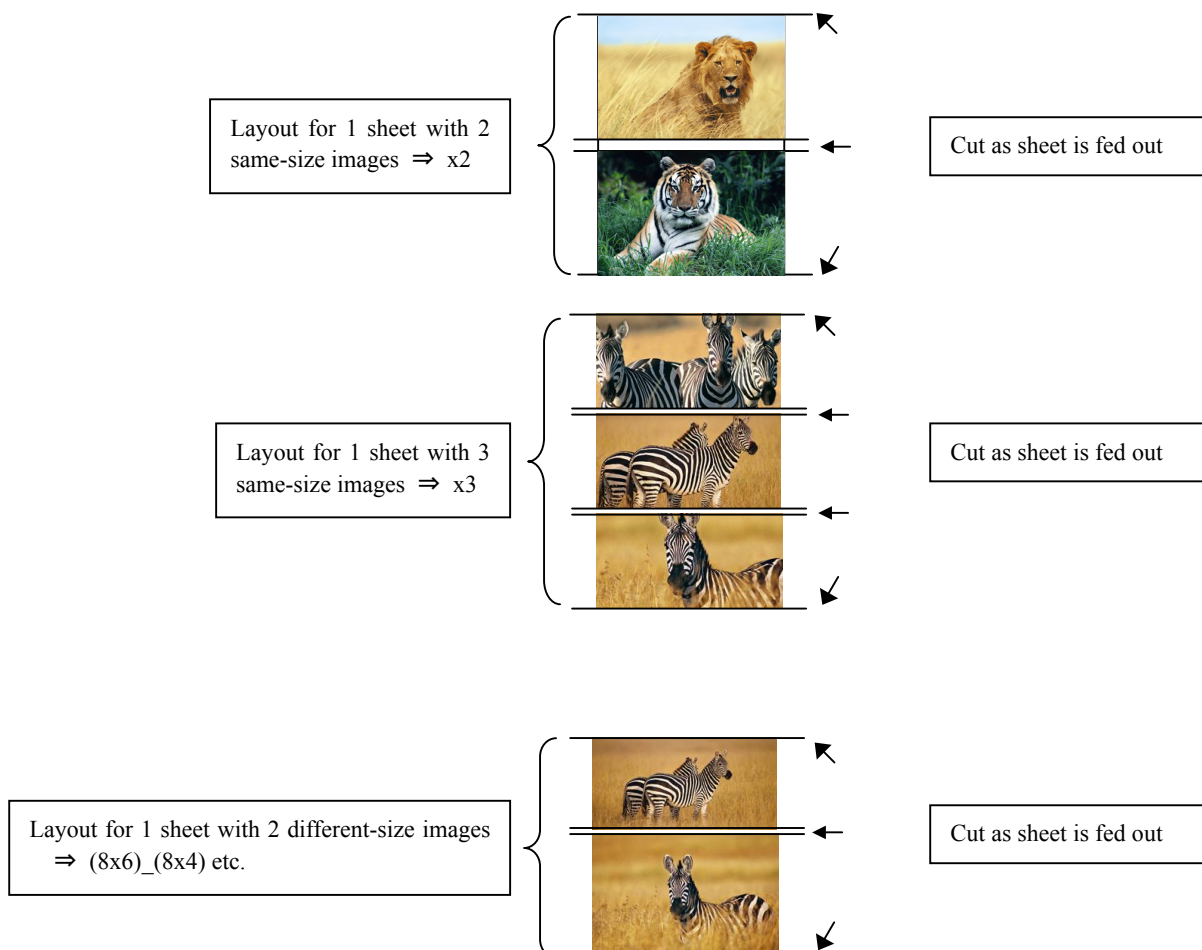 Layout for 1 sheet with 2
same-size images ⇒ x2
Cut as sheet is fed out
Layout for 1 sheet with 3
same-size images ⇒ x3
Cut as sheet is fed out
Layout for 1 sheet with 2 different-size images
⇒ (8x6)_(8x4) etc.
Cut as sheet is fed out